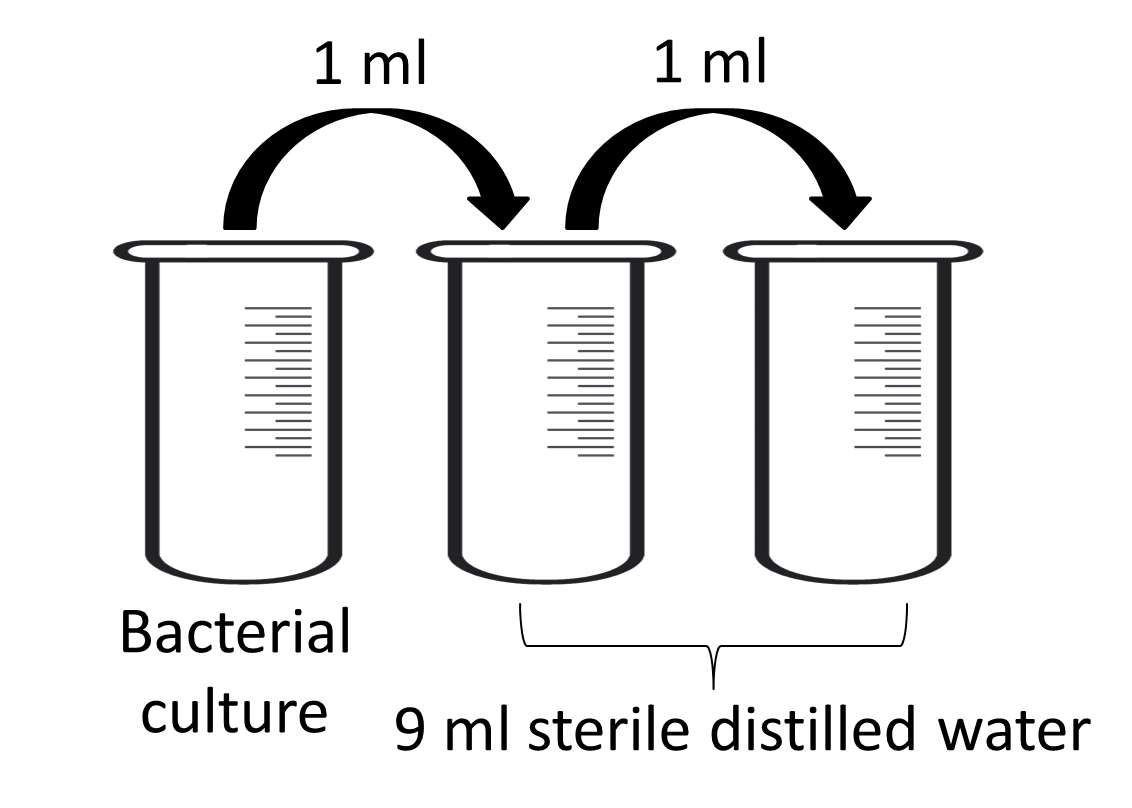 1 ml
1 ml
Bacterial
culture
9 ml sterile distilled water